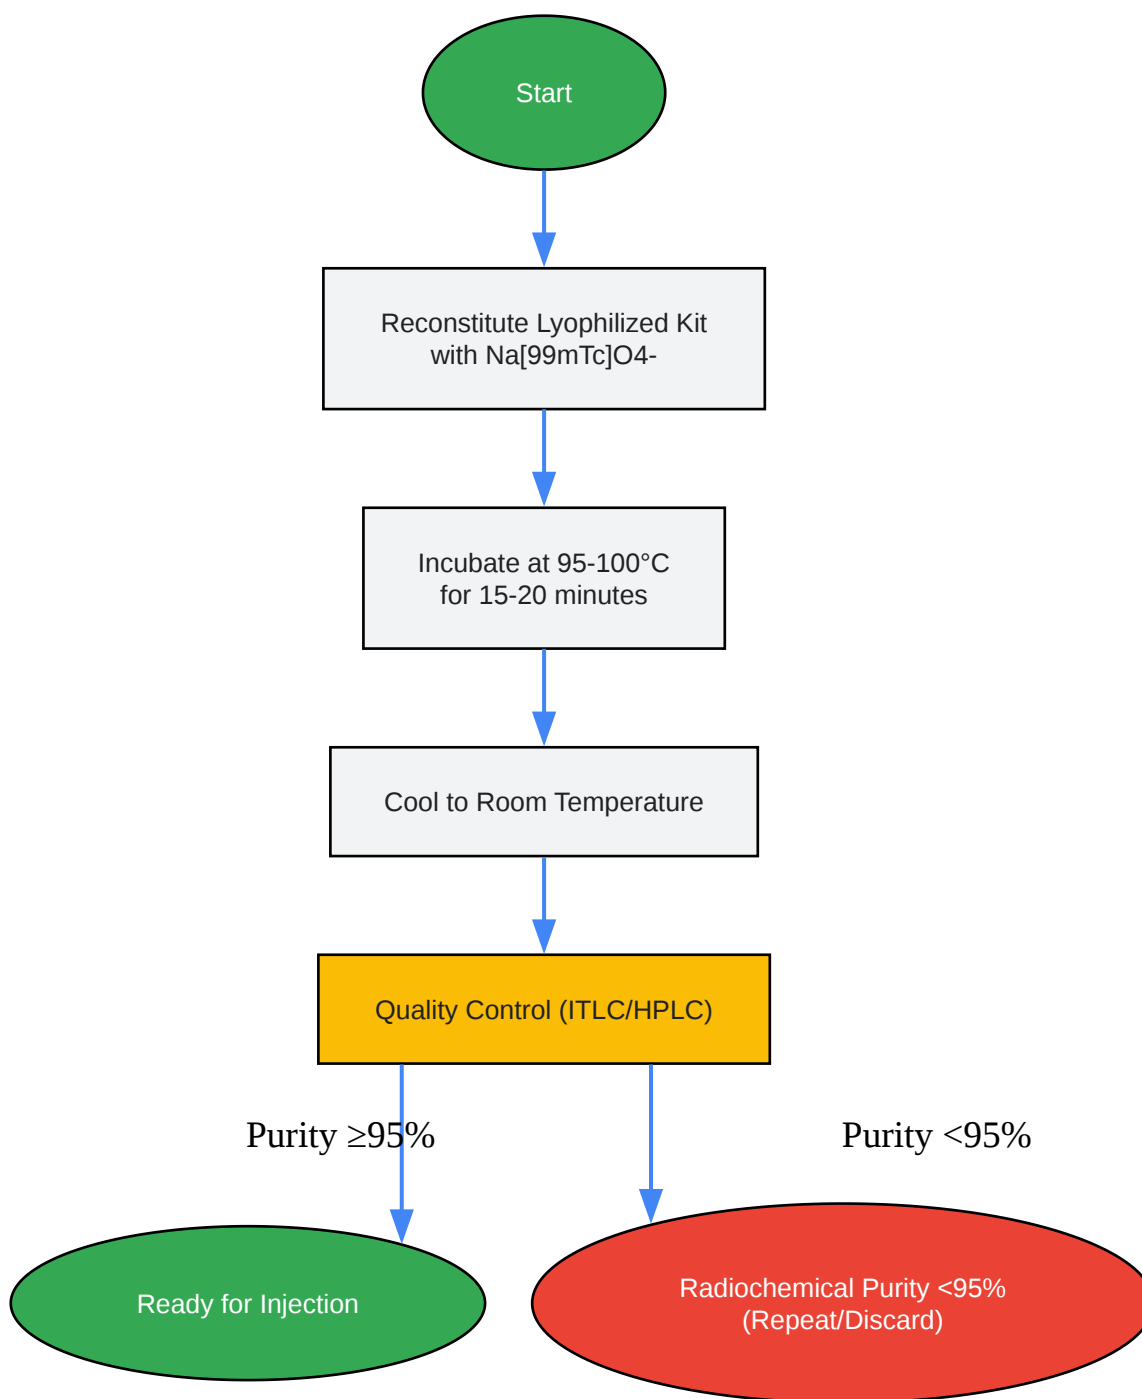 Start
Reconstitute Lyophilized Kit
with Na[99mTc]O4-
Incubate at 95-100°C
for 15-20 minutes
Cool to Room Temperature
Quality Control (ITLC/HPLC)
Purity ≥95%
Purity <95%
Ready for Injection
Radiochemical Purity <95%
(Repeat/Discard)